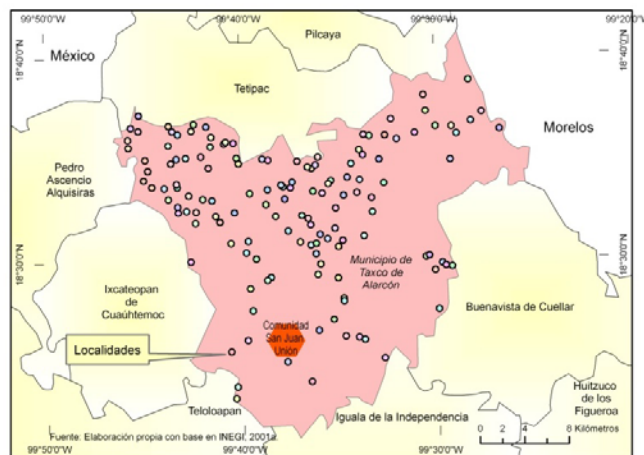 99°50'0"O
99°40'0"O
99°30'0"O
99°20'0"O
Pilcaya
18°40'0"N
México
18°40'0"N
Tetipac
Morelos
Pedro
Ascencio
Alquisiras
18°30'0"N
Municipio de
Taxco de
Alarcón
18°30'0"N
Ixcateopan
de
Cuaúhtemoc
Buenavista de Cuellar
Comunidad
San Juan
Unión
Localidades
Huitzuco
de los
Figueroa
Teloloapan
Iguala de la Independencia
Fuente: Elaboración propia con base en INEGI, 2001a.
0 2 4 8 Kilómetros
99°50'0"O
99°40'0"O
99°30'0"O